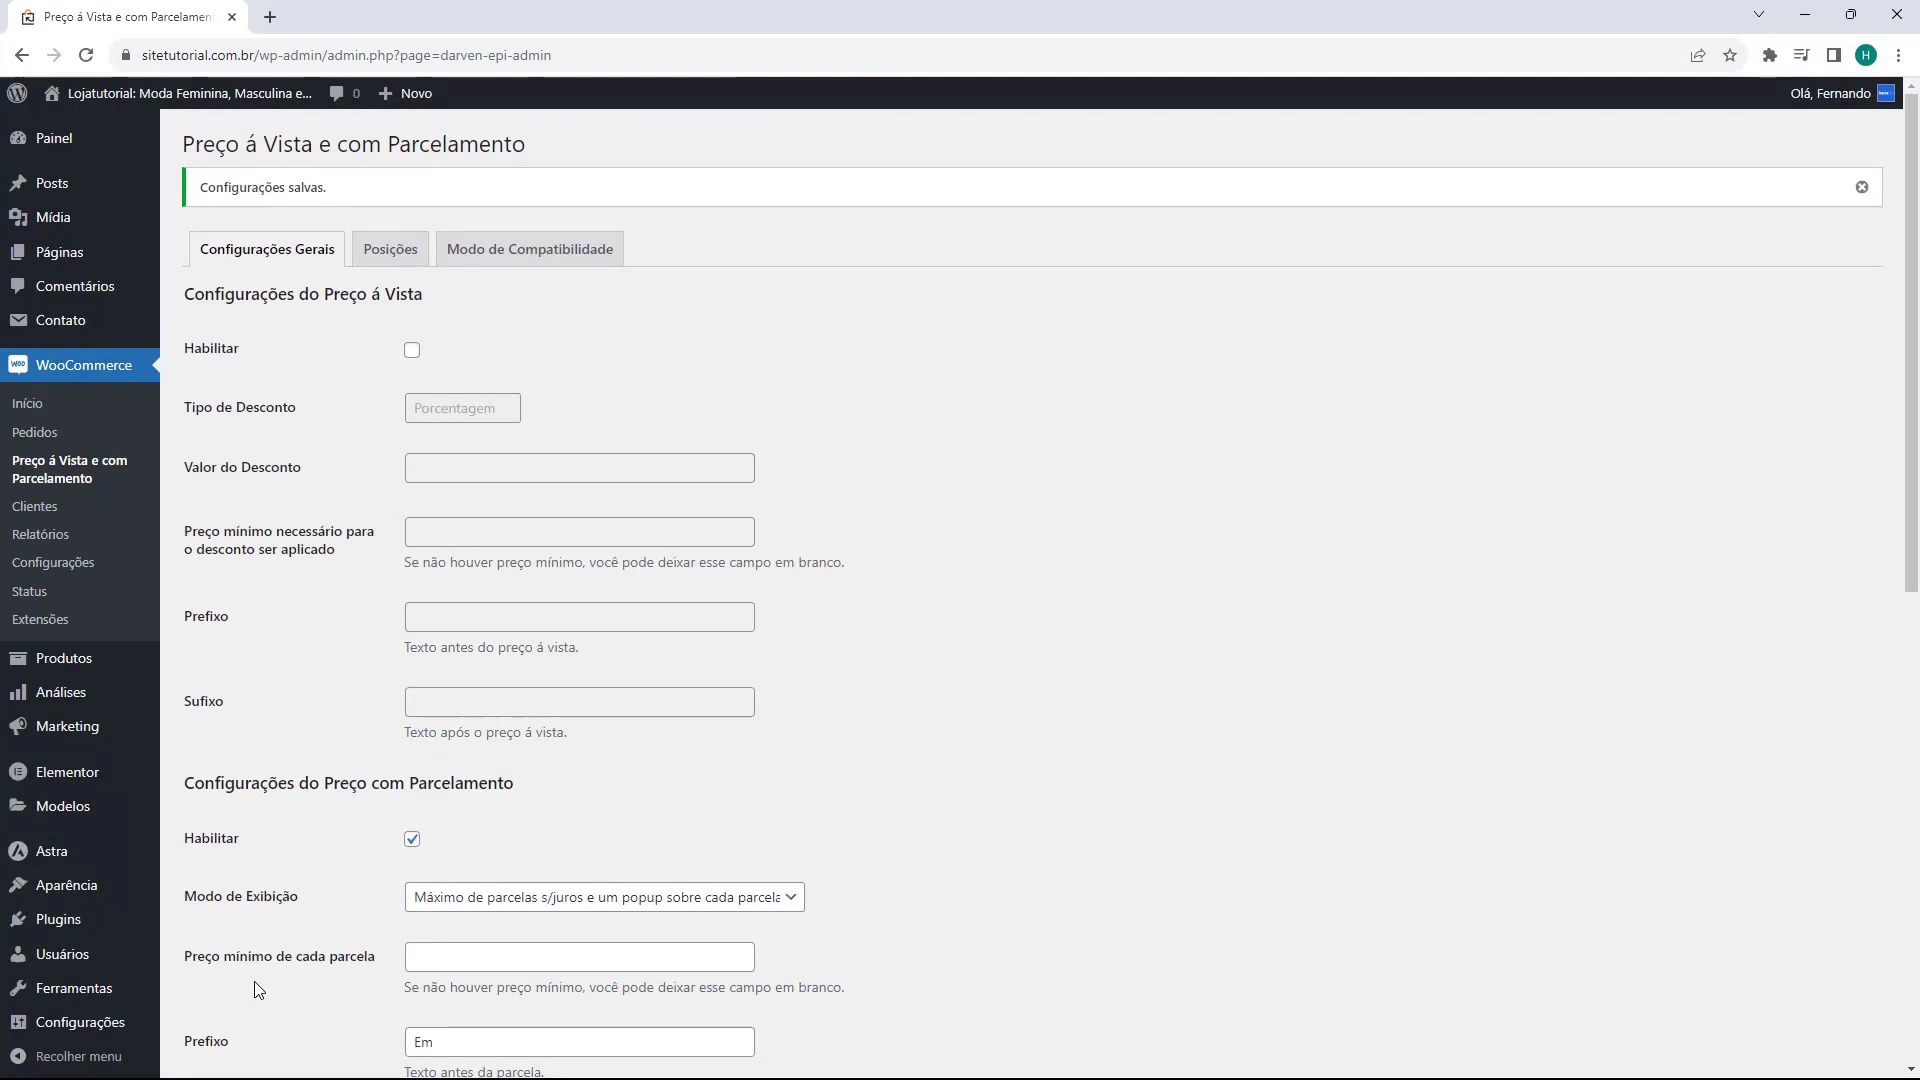 Preço á Vista e com Parcelament
sitetutorial.com.br/wp-admin/admin.php?page=darven-epi-admin
H
Lojatutorial: Moda Feminina, Masculina e...
0
Novo
Olá, Fernando
Painel
Posts
Mídia
Páginas
Comentários
Contato
WooCommerce
Início
Pedidos
Preço á Vista e com
Parcelamento
Clientes
Relatórios
Configurações
Status
Extensões
Produtos
Análises
Marketing
Elementor
Modelos
Astra
Aparência
Plugins
Usuários
Ferramentas
Configurações
Recolher menu
Preço á Vista e com Parcelamento
Configurações salvas.
Configurações Gerais
Posições
Modo de Compatibilidade
Configurações do Preço á Vista
Habilitar
Tipo de Desconto
Porcentagem
Valor do Desconto
Preço mínimo necessário para
o desconto ser aplicado
Se não houver preço mínimo, você pode deixar esse campo em branco.
Prefixo
Texto antes do preço á vista.
Sufixo
Texto após o preço á vista.
Configurações do Preço com Parcelamento
Habilitar
Modo de Exibição
Máximo de parcelas s/juros e um popup sobre cada parcela
Preço mínimo de cada parcela
Se não houver preço mínimo, você pode deixar esse campo em branco.
Prefixo
Em
Texto antes da parcela.